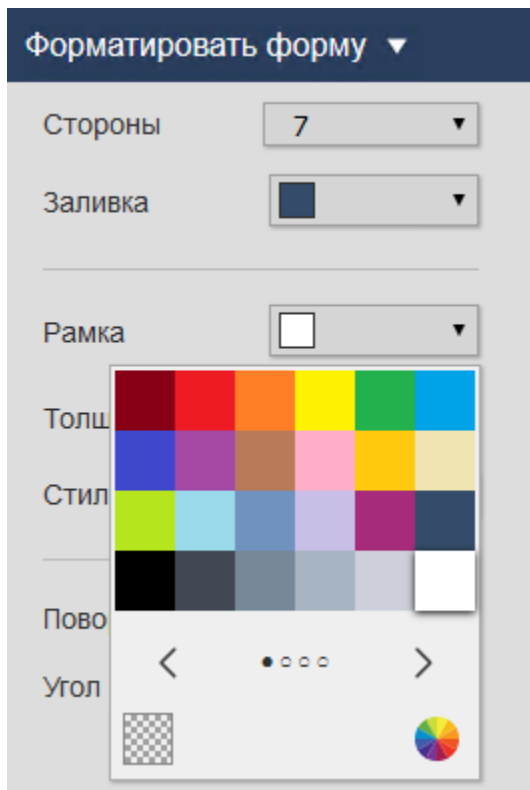 Форматировать форму
Стороны 7
Заливка
Рамка
Толщ
Стил
Пово
Угол